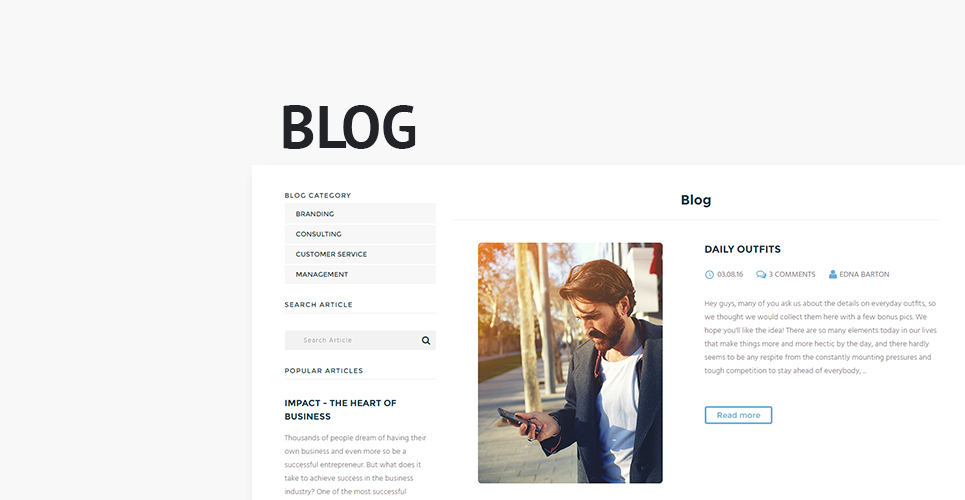 BLOG
BLOG CATEGORY
BRANDING
CONSULTING
CUSTOMER SERVICE
MANAGEMENT
SEARCH ARTICLE
Search Article
POPULAR ARTICLES
IMPACT - THE HEART OF
BUSINESS
Thousands of people dream of having their
own business and even more so be a
successful entrepreneur. But what does it
take to achieve success in the business
industry? One of the most successful
Blog
DAILY OUTFITS
03.08.16 3 COMMENTS EDNA BARTON
Hey guys, many of you ask us about the details on everyday outfits, so
we thought we would collect them here with a few bonus pics. We
hope you'll like the idea! There are so many elements today in our lives
that make things more and more hectic by the day, and there hardly
seems to be any respite from the constantly mounting pressures and
tough competition to stay ahead of everybody, ...
Read more